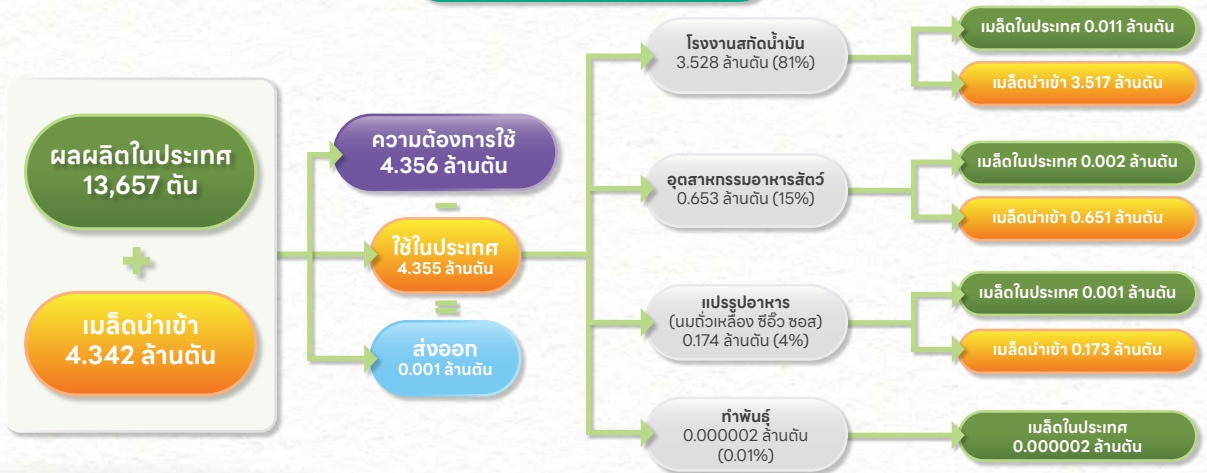 ผลผลิตในประเทศ
13,657 ตัน
+
เมล็ดนำเข้า
4.342 ล้านตัน
ความต้องการใช้
4.356 ล้านตัน
–
ใช้ในประเทศ
4.355 ล้านตัน
=
ส่งออก
0.001 ล้านตัน
โรงงานสกัดน้ำมัน
3.528 ล้านตัน (81%)
เมล็ดในประเทศ 0.011 ล้านตัน
เมล็ดนำเข้า 3.517 ล้านตัน
อุตสาหกรรมอาหารสัตว์
0.653 ล้านตัน (15%)
เมล็ดในประเทศ 0.002 ล้านตัน
เมล็ดนำเข้า 0.651 ล้านตัน
แปรรูปอาหาร
(นมถั่วเหลือง ซีอิ๊ว ซอส)
0.174 ล้านตัน (4%)
เมล็ดในประเทศ 0.001 ล้านตัน
เมล็ดนำเข้า 0.173 ล้านตัน
ทำพันธุ์
0.000002 ล้านตัน
(0.01%)
เมล็ดในประเทศ
0.000002 ล้านตัน